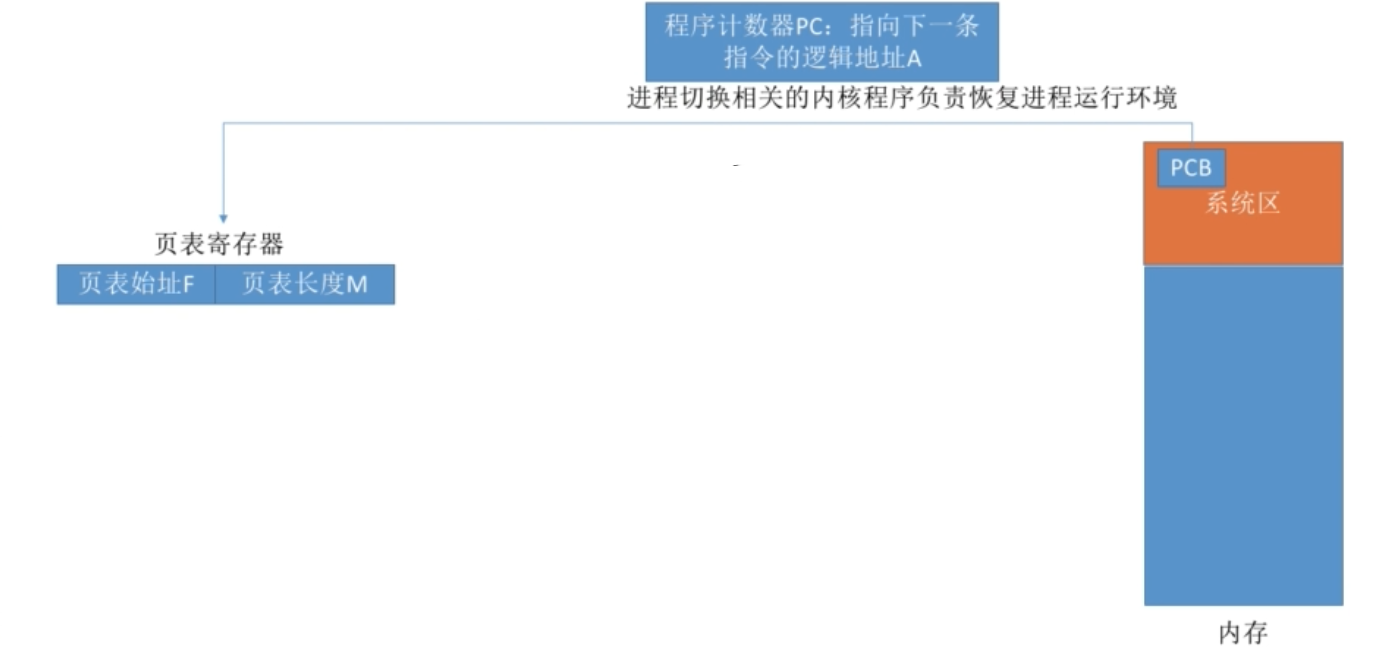 程序计数器PC：指向下一条
指令的逻辑地址A
进程切换相关的内核程序负责恢复进程运行环境
PCB
系统区
页表寄存器
页表始址F
页表长度M
内存